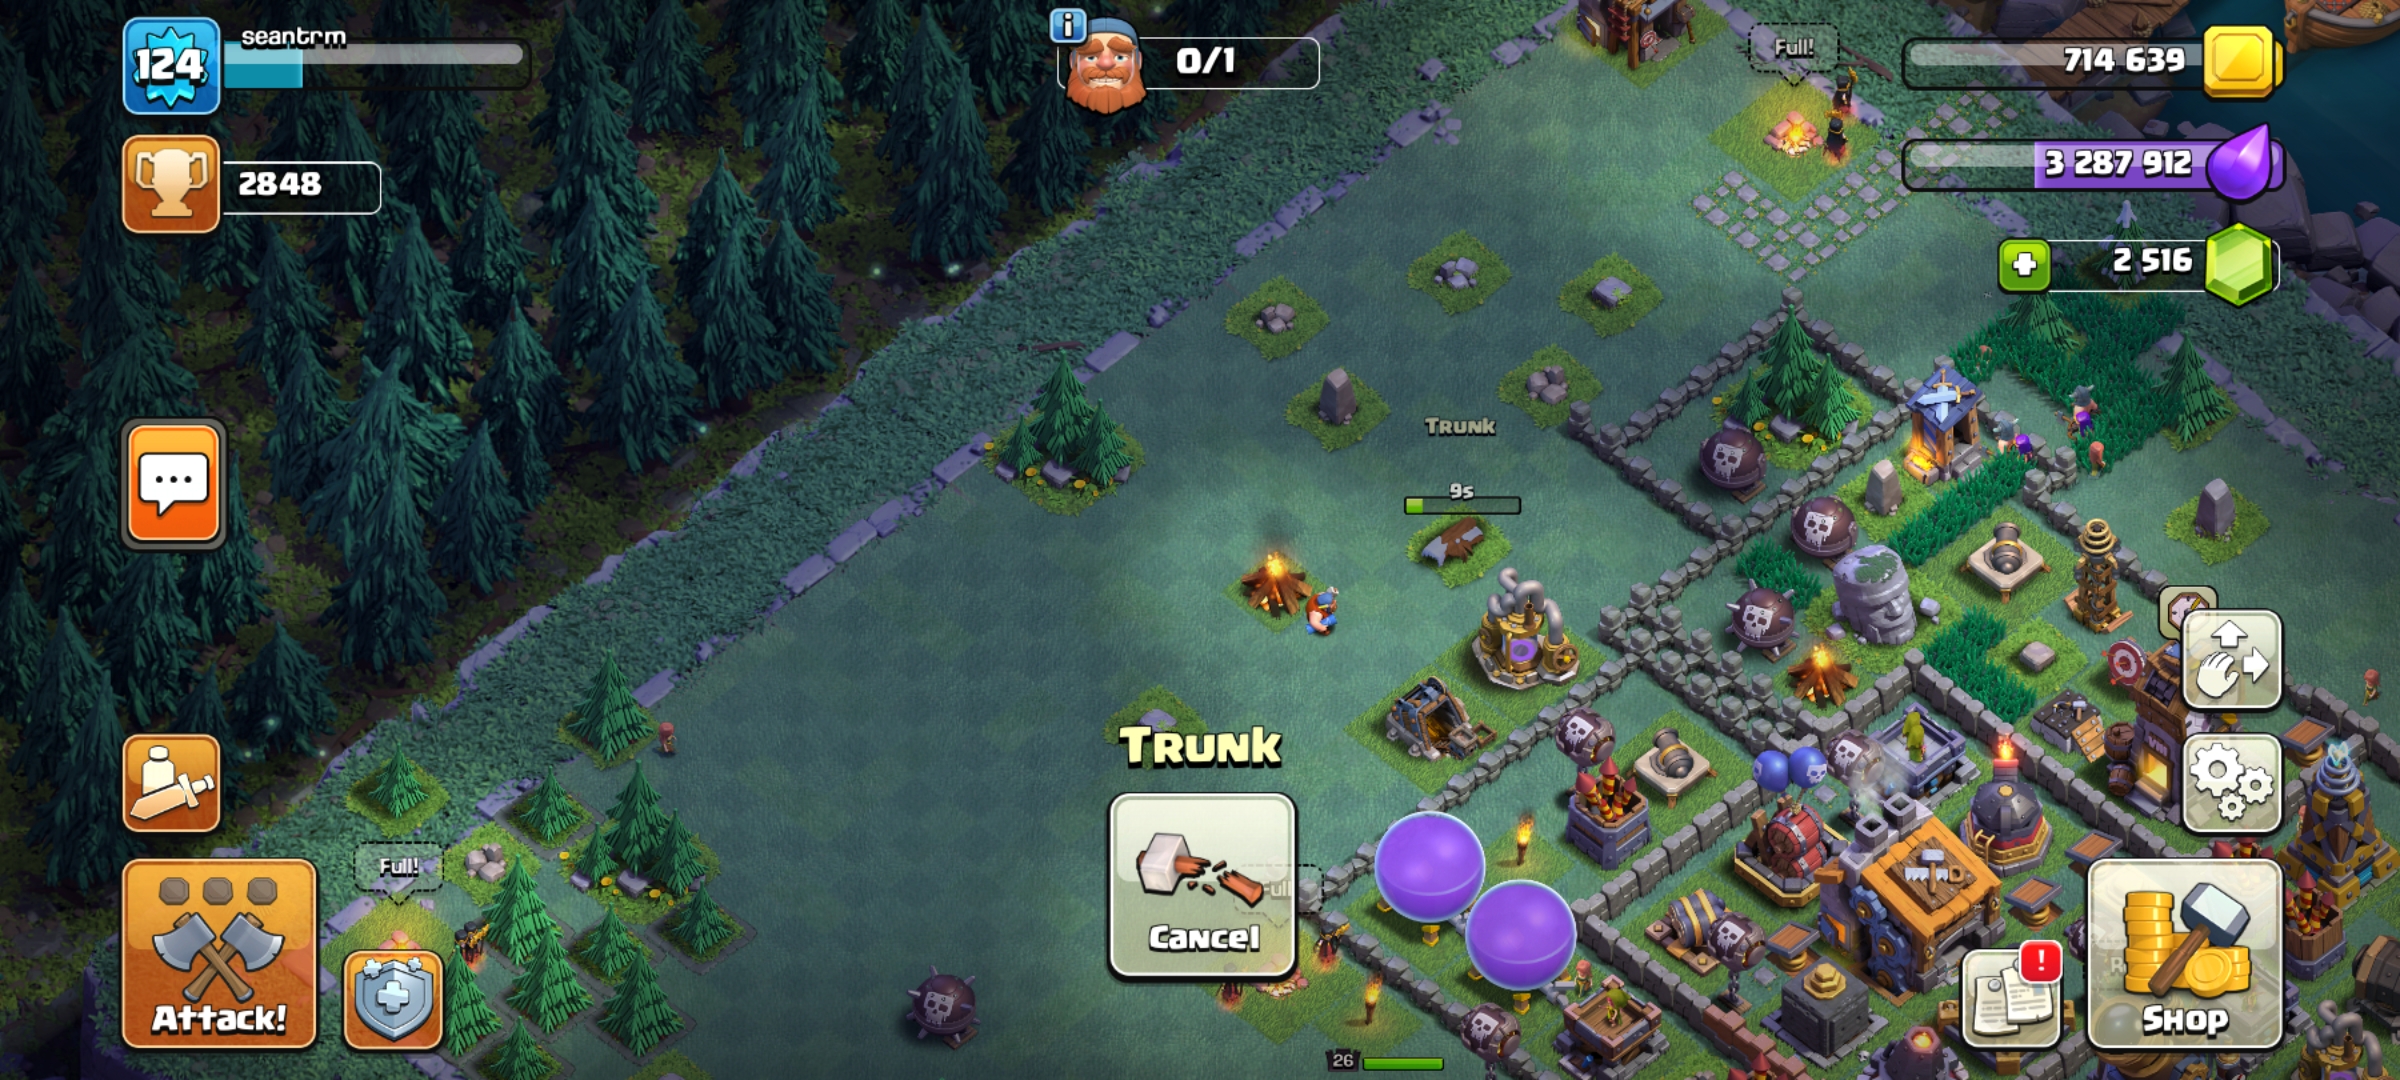 124
seantrm
0/1
Full!
714 639
2848
3 287 912
2 516
Trunk
9s
Trunk
Cancel
Full!
Attack!
Shop
!
26